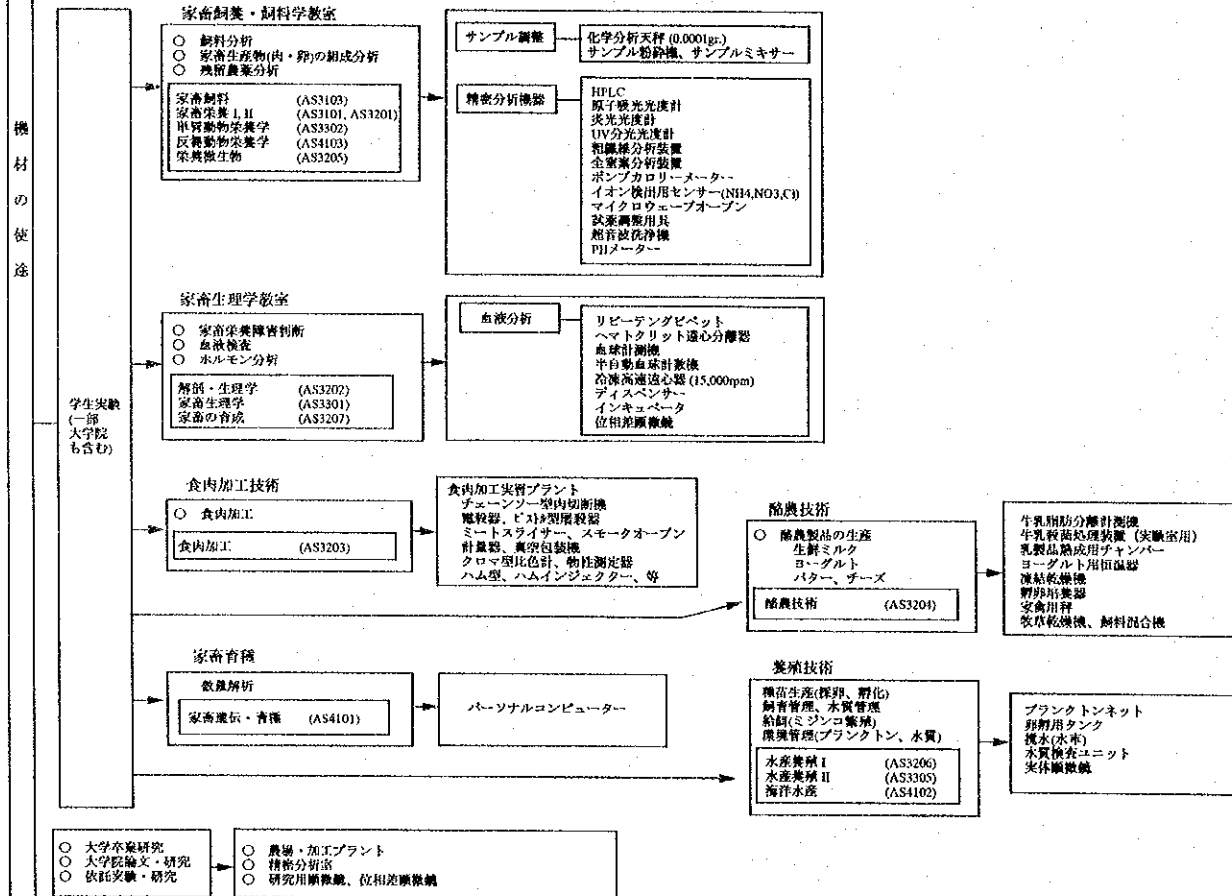 機材の使途
学生実験
(一部
大学院
も含む)
家畜飼養・飼料学教室
○ 飼料分析
○ 家畜生産物(肉・卵)の組成分析
○ 残留農薬分析
家畜飼料 (AS3103)
家畜栄養 I, II (AS3101, AS3201)
単胃動物栄養学 (AS3302)
反芻動物栄養学 (AS4103)
栄養微生物 (AS3205)
サンプル調整
化学分析天秤 (0.0001gr.)
サンプル粉砕機、サンプルミキサー
精密分析機器
HPLC
原子吸光光度計
炎光光度計
UV分光光度計
粗繊維分析装置
全窒素分析装置
ボンブカロリーメーター
イオン検出用センサー(NH4,NO3,Cl)
マイクロウェーブオーブン
試薬調整用具
超音波洗浄機
PHメーター
家畜生理学教室
○ 家畜栄養障害判断
○ 血液検査
○ ホルモン分析
解剖・生理学 (AS3202)
家畜生理学 (AS3301)
家畜の育成 (AS3207)
血液分析
リピーテングピペット
ヘマトクリット遠心分離器
血球計測機
半自動血球計数機
冷凍高速遠心器 (15,000rpm)
ディスペンサー
インキュベータ
位相差顕微鏡
食肉加工技術
○ 食肉加工
食肉加工 (AS3203)
食肉加工実習プラント
チェーンソー型肉切断機
電殺器、ピストル型屠殺器
ミートスライサー、スモークオーブン
計量器、真空包装機
クロマ型比色計、物性測定器
ハム型、ハムインジェクター、等
酪農技術
○ 酪農製品の生産
生鮮ミルク
ヨーグルト
バター、チーズ
酪農技術 (AS3204)
牛乳脂肪分離計測機
牛乳殺菌処理装置 (実験室用)
乳製品熟成用チャンバー
ヨーグルト用恒温器
凍結乾燥機
孵卵培養器
家禽用秤
牧草乾燥機、飼料混合機
家畜育種
数量解析
家畜遺伝・育種 (AS4101)
パーソナルコンピューター
養殖技術
種苗生産(採卵、孵化)
飼育管理、水質管理
給餌(ミジンコ繁殖)
環境管理(プランクトン、水質)
水産養殖 I (AS3206)
水産養殖 II (AS3305)
海洋水産 (AS4102)
プランクトンネット
卵孵用タンク
攪水(水車)
水質検査ユニット
実体顕微鏡
○ 大学卒業研究
○ 大学院論文・研究
○ 依託実験・研究
○ 農場・加工プラント
○ 精密分析室
○ 研究用顕微鏡、位相差顕微鏡